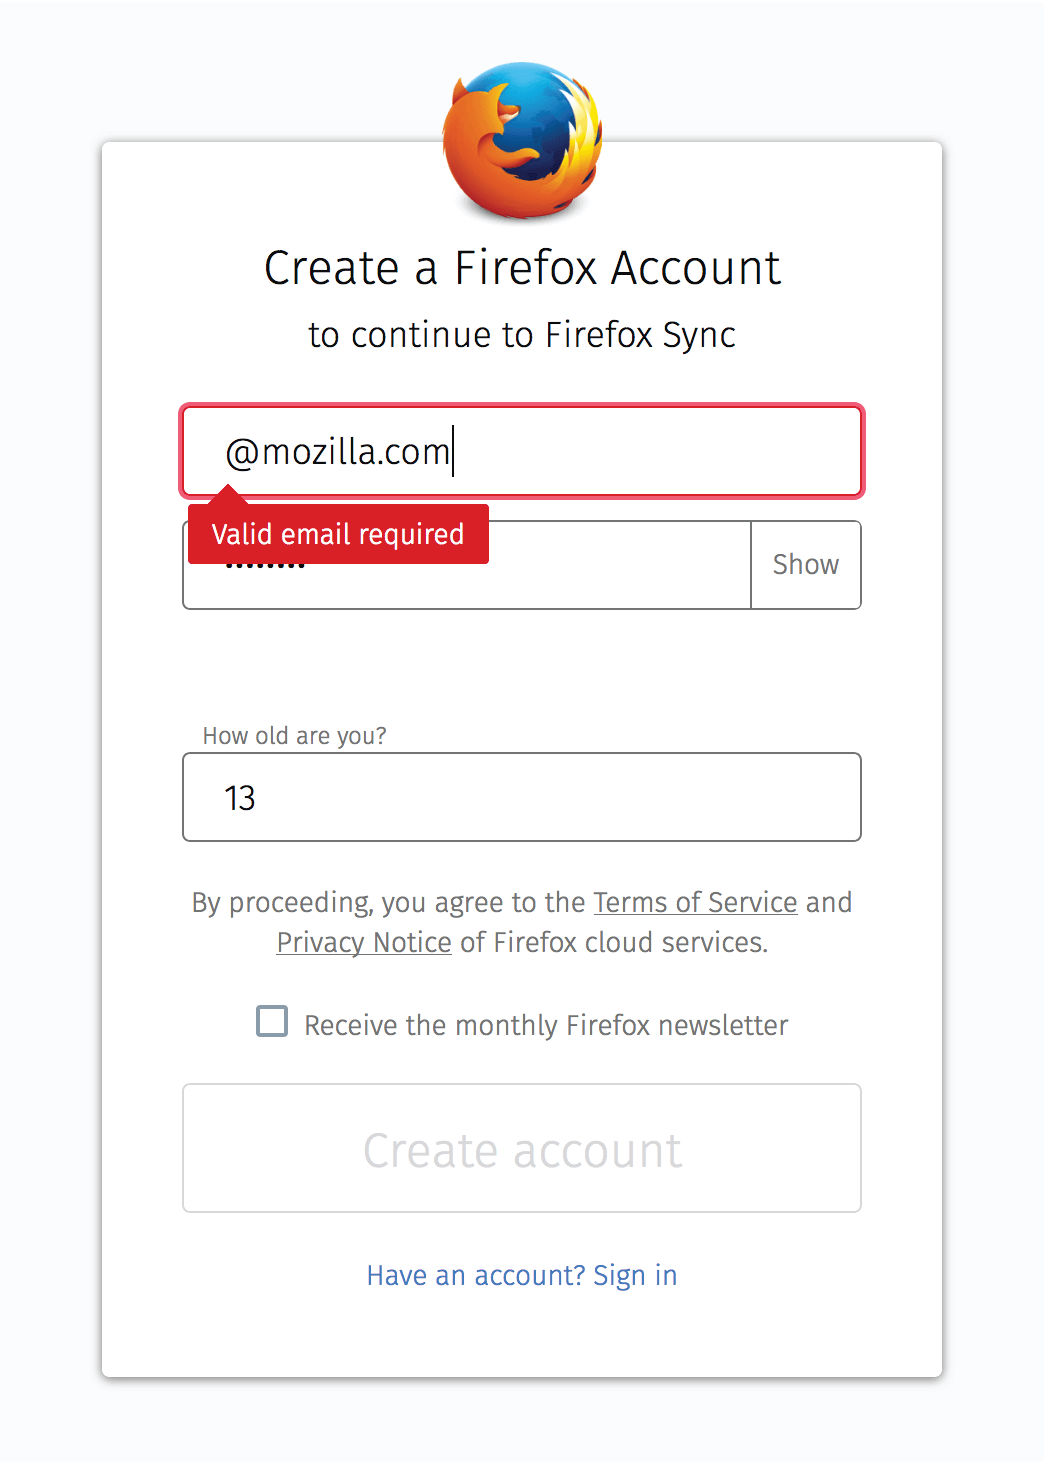 Create a Firefox Account
to continue to Firefox Sync
@mozilla.com
Valid email required
Show
How old are you?
13
By proceeding, you agree to the Terms of Service and
Privacy Notice of Firefox cloud services.
Receive the monthly Firefox newsletter
Create account
Have an account? Sign in